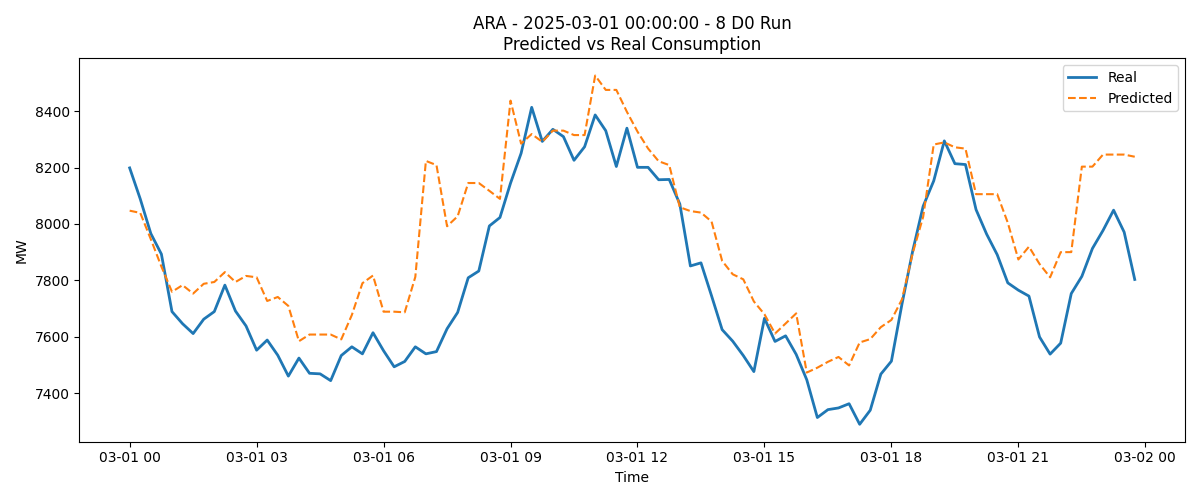 ARA - 2025-03-01 00:00:00 - 8 D0 Run
Predicted vs Real Consumption
Real
Predicted
MW
8400
8200
8000
7800
7600
7400
03-01 00
03-01 03
03-01 06
03-01 09
03-01 12
03-01 15
03-01 18
03-01 21
03-02 00
Time